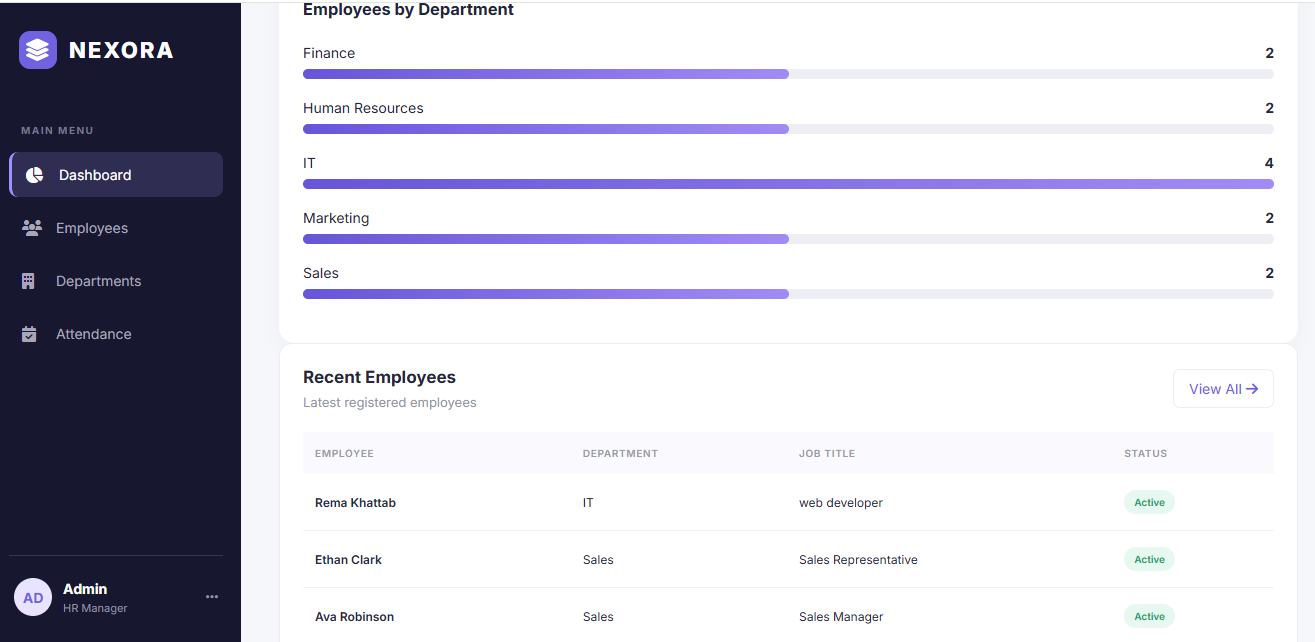 NEXORA
MAIN MENU
Dashboard
Employees
Departments
Attendance
AD
Admin
HR Manager
Employees by Department
Finance 2
Human Resources 2
IT 4
Marketing 2
Sales 2
Recent Employees
Latest registered employees
View All →
EMPLOYEE DEPARTMENT JOB TITLE STATUS
Rema Khattab IT web developer Active
Ethan Clark Sales Sales Representative Active
Ava Robinson Sales Sales Manager Active